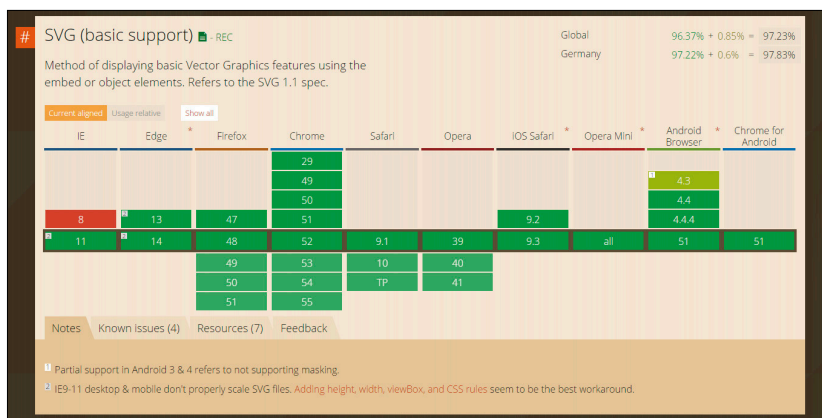 #
SVG (basic support) - REC
Global 96.37% + 0.85% = 97.23%
Germany 97.22% + 0.6% = 97.83%
Method of displaying basic Vector Graphics features using the
embed or object elements. Refers to the SVG 1.1 spec.
Current aligned Usage relative Show all
IE Edge * Firefox Chrome Safari Opera iOS Safari * Opera Mini * Android Browser * Chrome for Android
29
49 1 4.3
50 4.4
8 2 13 47 51 9.2 4.4.4
2 11 2 14 48 52 9.1 39 9.3 all 51 51
49 53 10 40
50 54 TP 41
51 55
Notes Known issues (4) Resources (7) Feedback
1 Partial support in Android 3 & 4 refers to not supporting masking.
2 IE9-11 desktop & mobile don't properly scale SVG files. Adding height, width, viewBox, and CSS rules seem to be the best workaround.